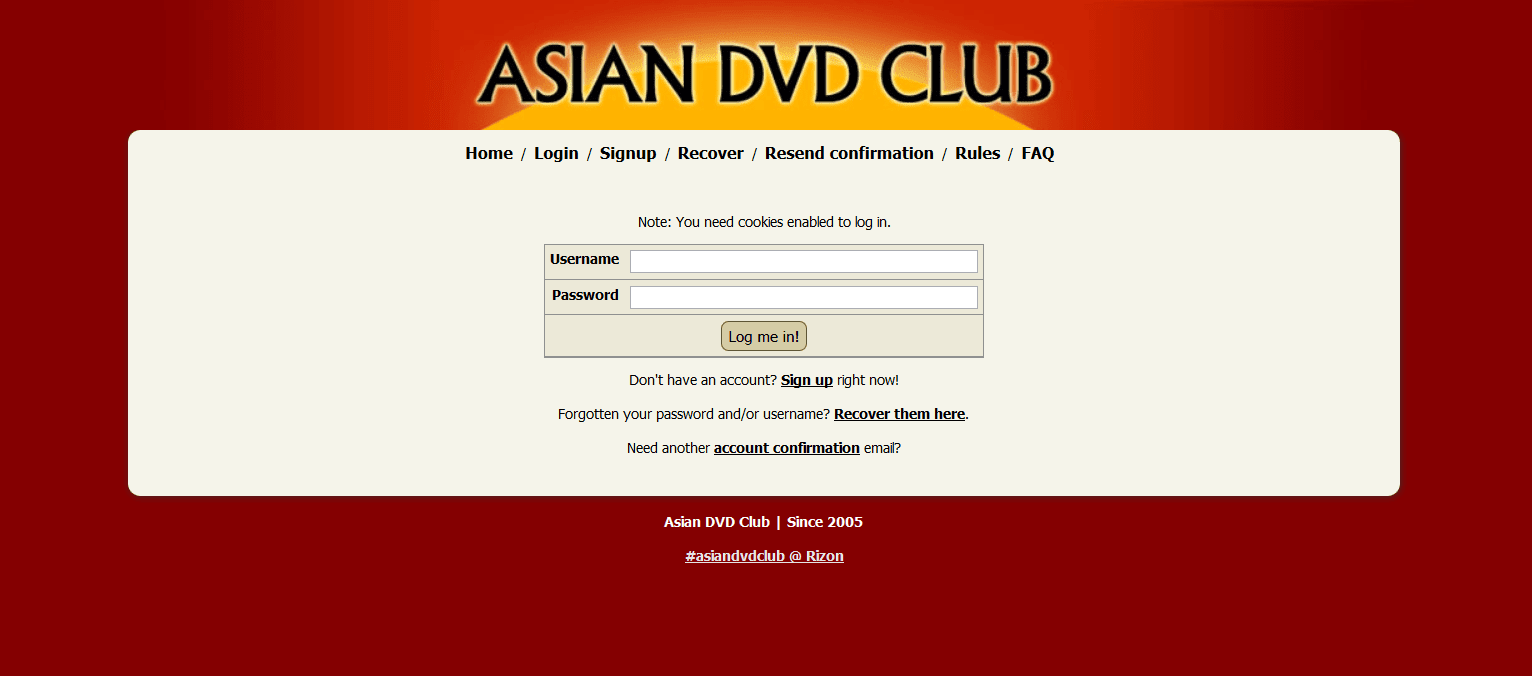 ASIAN DVD CLUB
Home / Login / Signup / Recover / Resend confirmation / Rules / FAQ
Note: You need cookies enabled to log in.
Username
Password
Log me in!
Don't have an account? Sign up right now!
Forgotten your password and/or username? Recover them here.
Need another account confirmation email?
Asian DVD Club | Since 2005
#asiandvdclub @ Rizon